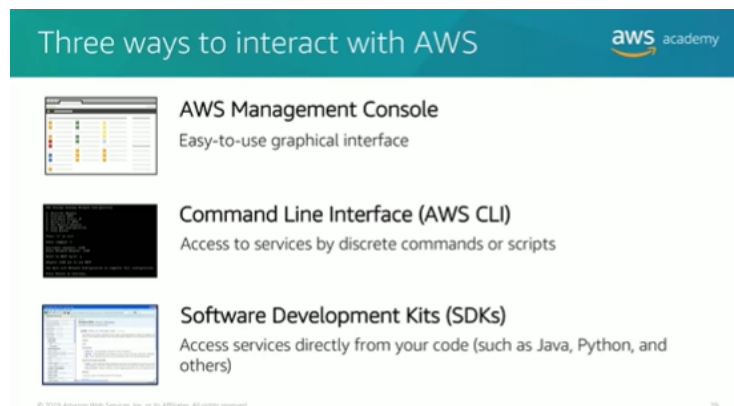 Three ways to interact with AWS
aws academy
AWS Management Console
Easy-to-use graphical interface
Command Line Interface (AWS CLI)
Access to services by discrete commands or scripts
Software Development Kits (SDKs)
Access services directly from your code (such as Java, Python, and
others)